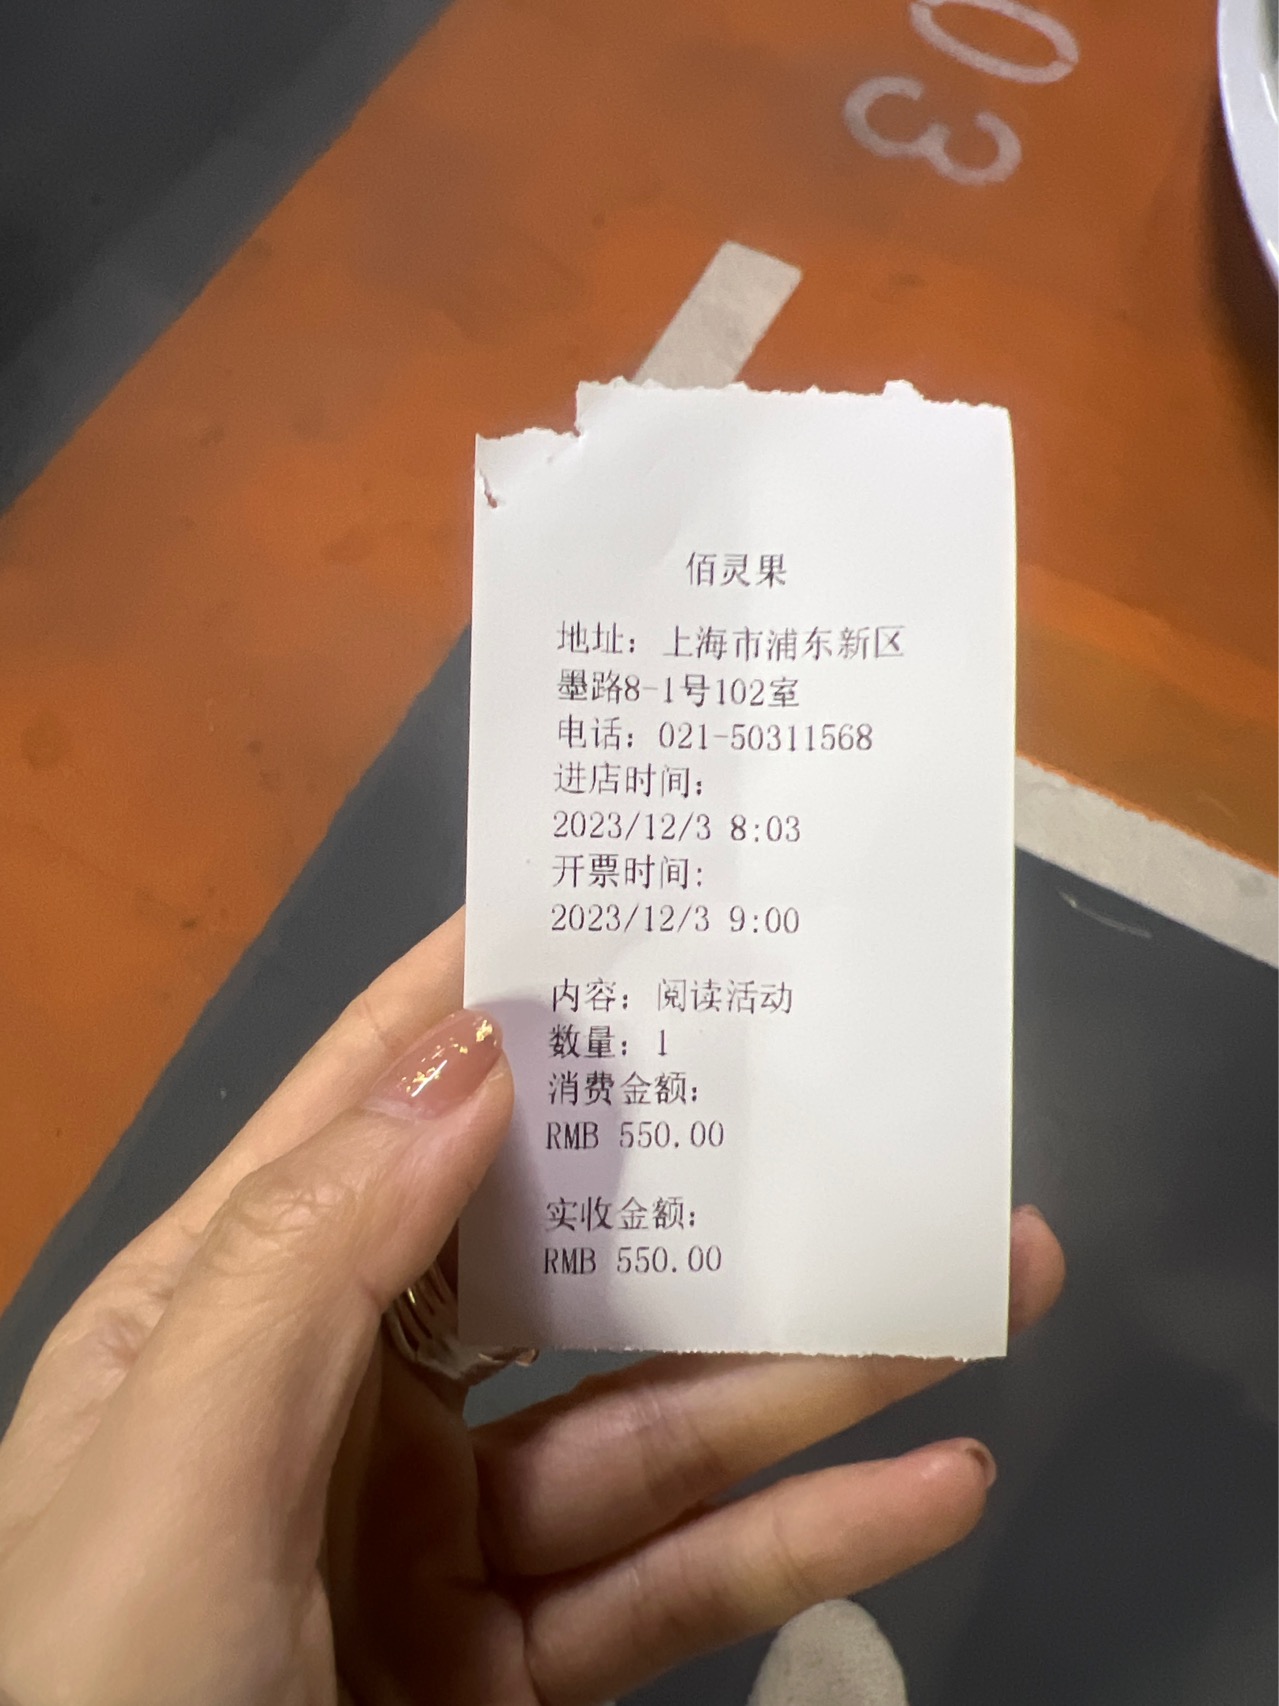 03
佰灵果
地址：上海市浦东新区
墨路8-1号102室
电话：021-50311568
进店时间：
2023/12/3 8:03
开票时间：
2023/12/3 9:00
内容：阅读活动
数量：1
消费金额：
RMB 550.00
实收金额：
RMB 550.00